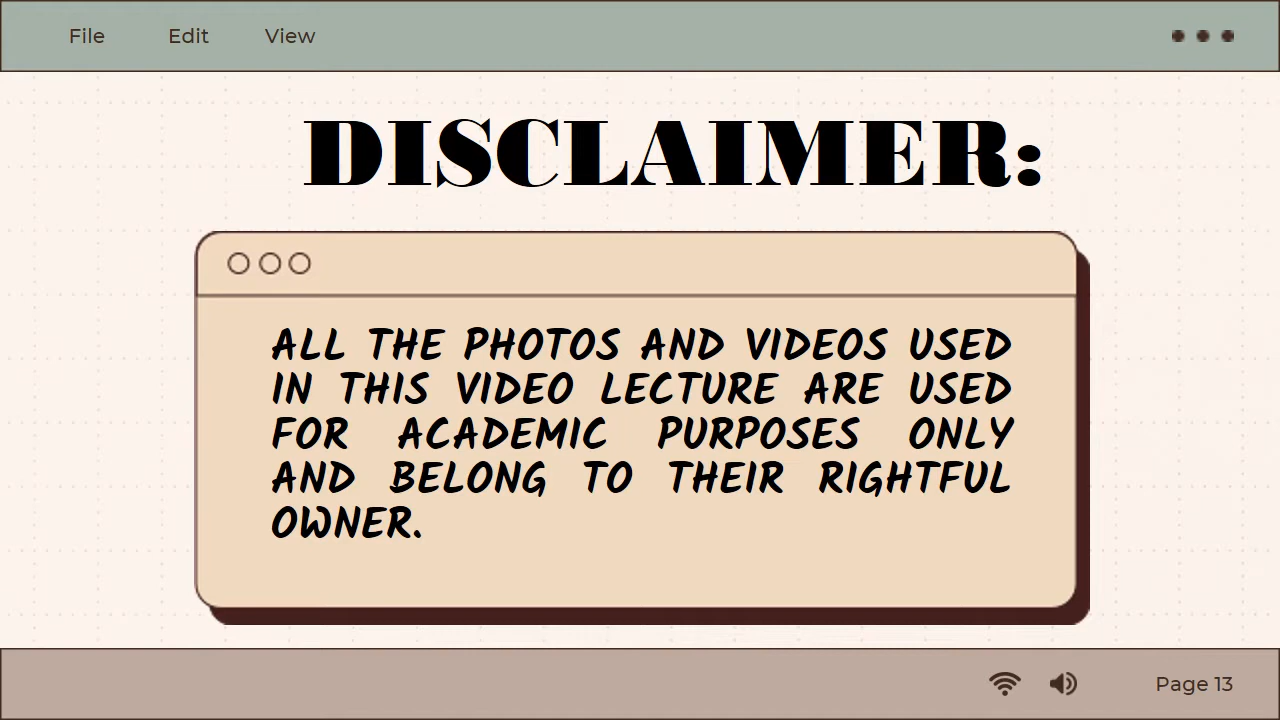 File Edit View
DISCLAIMER:
ALL THE PHOTOS AND VIDEOS USED
IN THIS VIDEO LECTURE ARE USED
FOR ACADEMIC PURPOSES ONLY
AND BELONG TO THEIR RIGHTFUL
OWNER.
Page 13